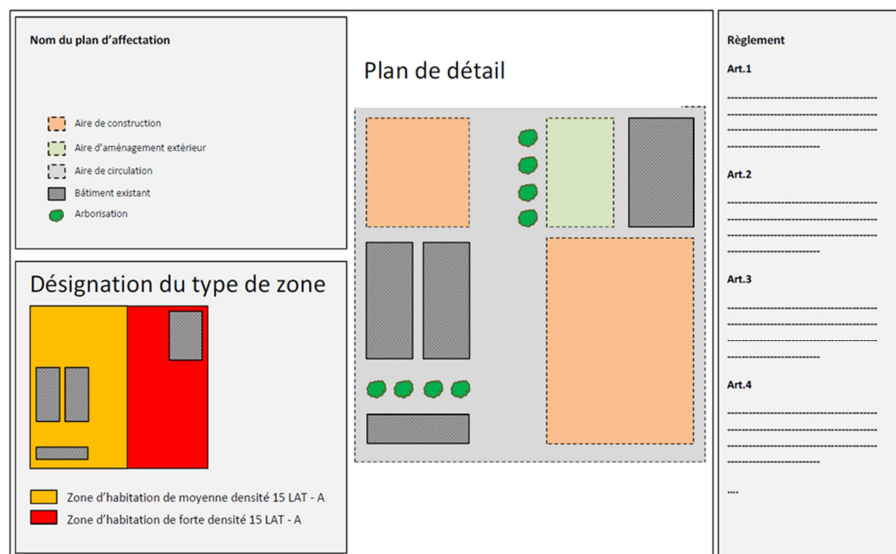 Nom du plan d'affectation
Aire de construction
Aire d'aménagement extérieur
Aire de circulation
Bâtiment existant
Arborisation
Désignation du type de zone
Zone d'habitation de moyenne densité 15 LAT - A
Zone d'habitation de forte densité 15 LAT - A
Plan de détail
Règlement
Art.1
Art.2
Art.3
Art.4
....